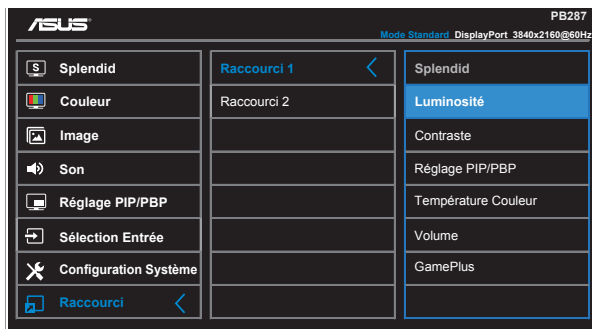 ASUS
PB287
Mode Standard DisplayPort 3840x2160@60Hz
S Splendid
Couleur
Image
Son
Réglage PIP/PBP
Sélection Entrée
Configuration Système
Raccourci
Raccourci 1
Raccourci 2
Splendid
Luminosité
Contraste
Réglage PIP/PBP
Température Couleur
Volume
GamePlus